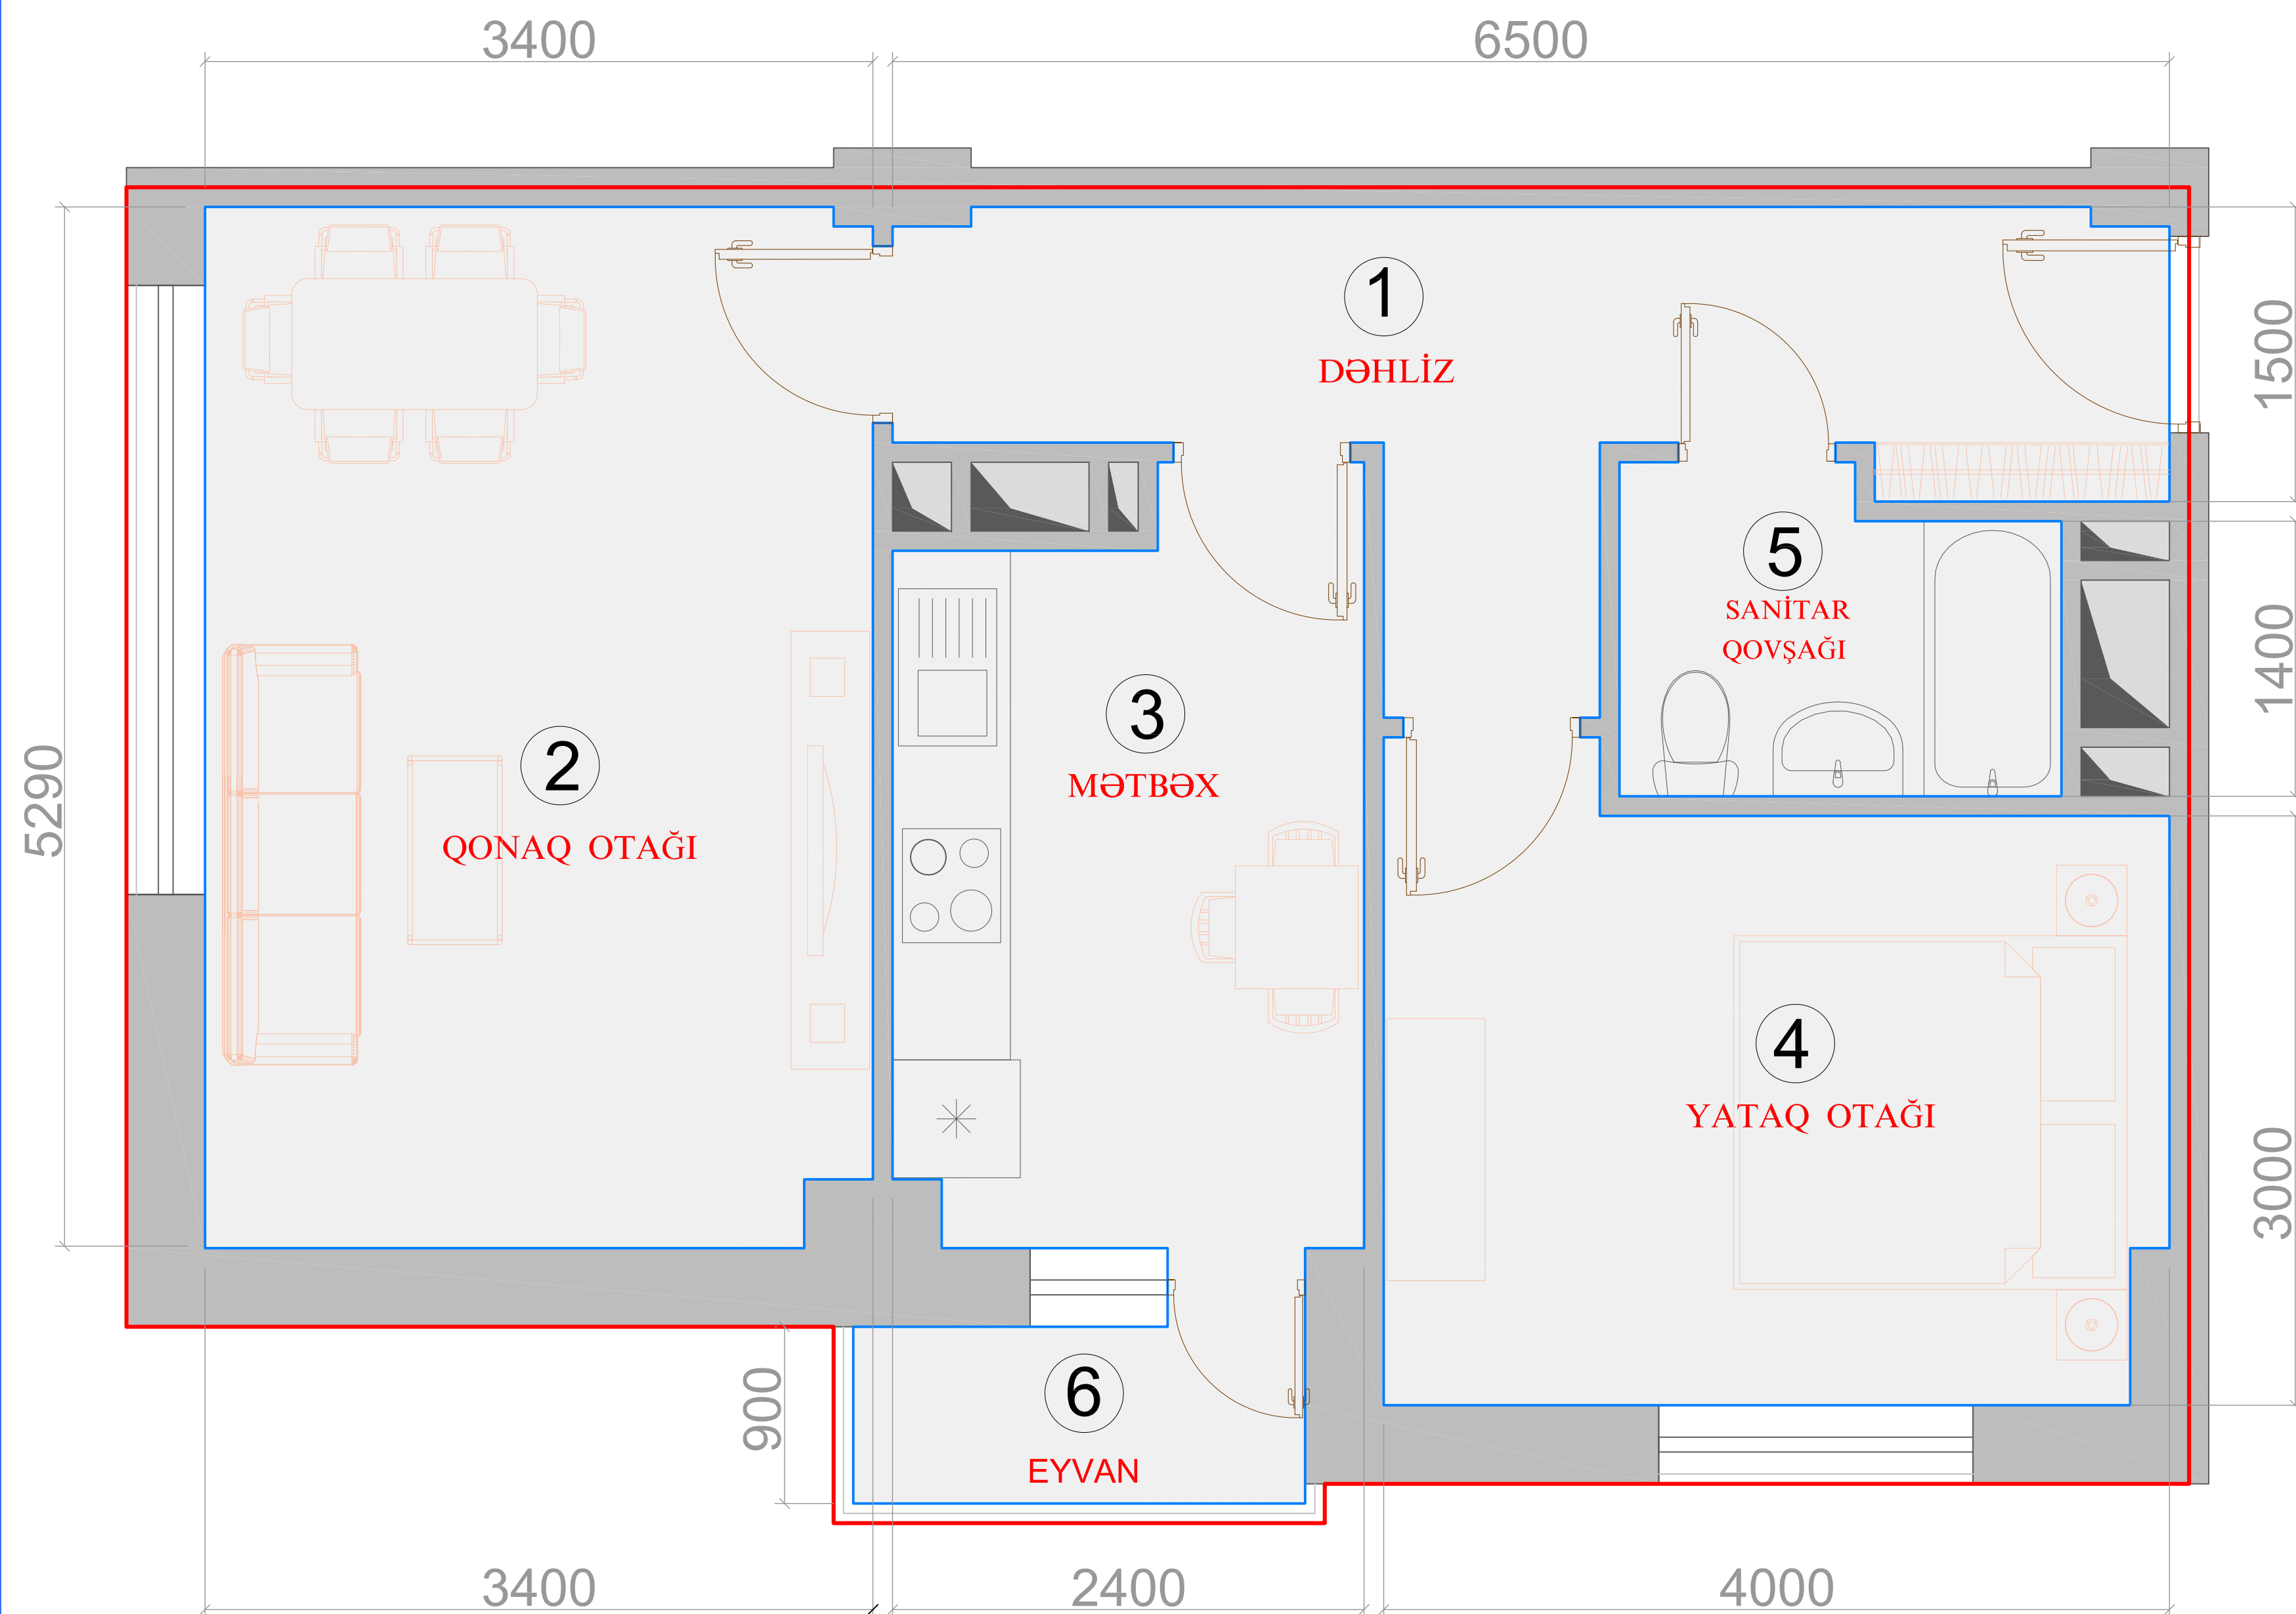 3400
6500
1
DƏHLİZ
1500
5
SANİTAR
QOVŞAĞI
1400
3
MƏTBƏX
2
QONAQ OTAĞI
5290
4
YATAQ OTAĞI
3000
6
EYVAN
900
3400
2400
4000